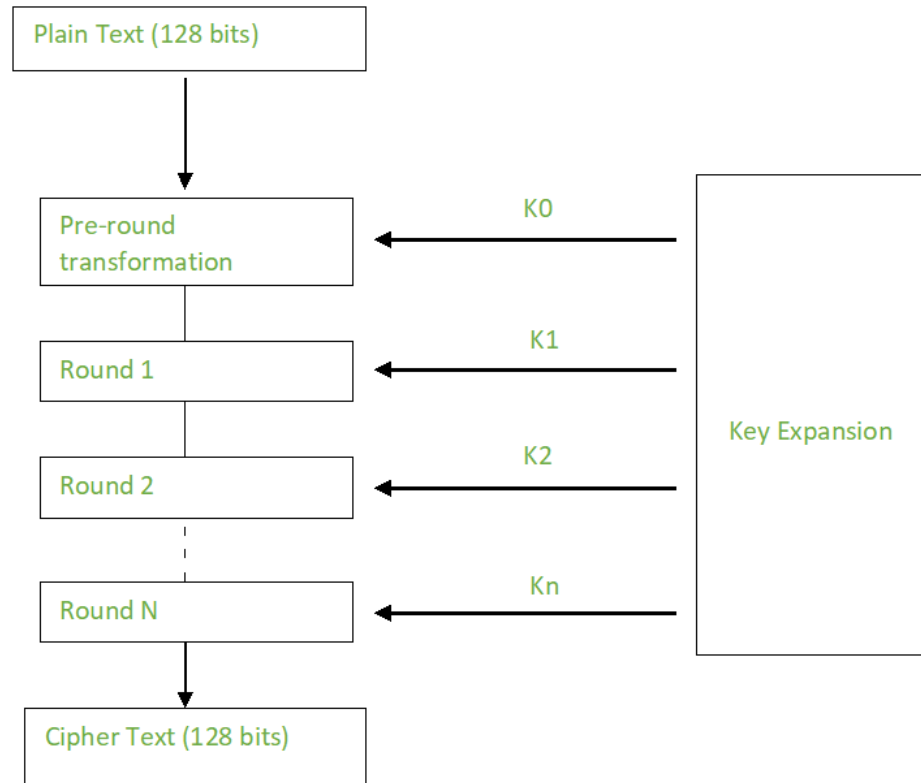 Plain Text (128 bits)
Pre-round
transformation
K0
Round 1
K1
Key Expansion
Round 2
K2
Round N
Kn
Cipher Text (128 bits)